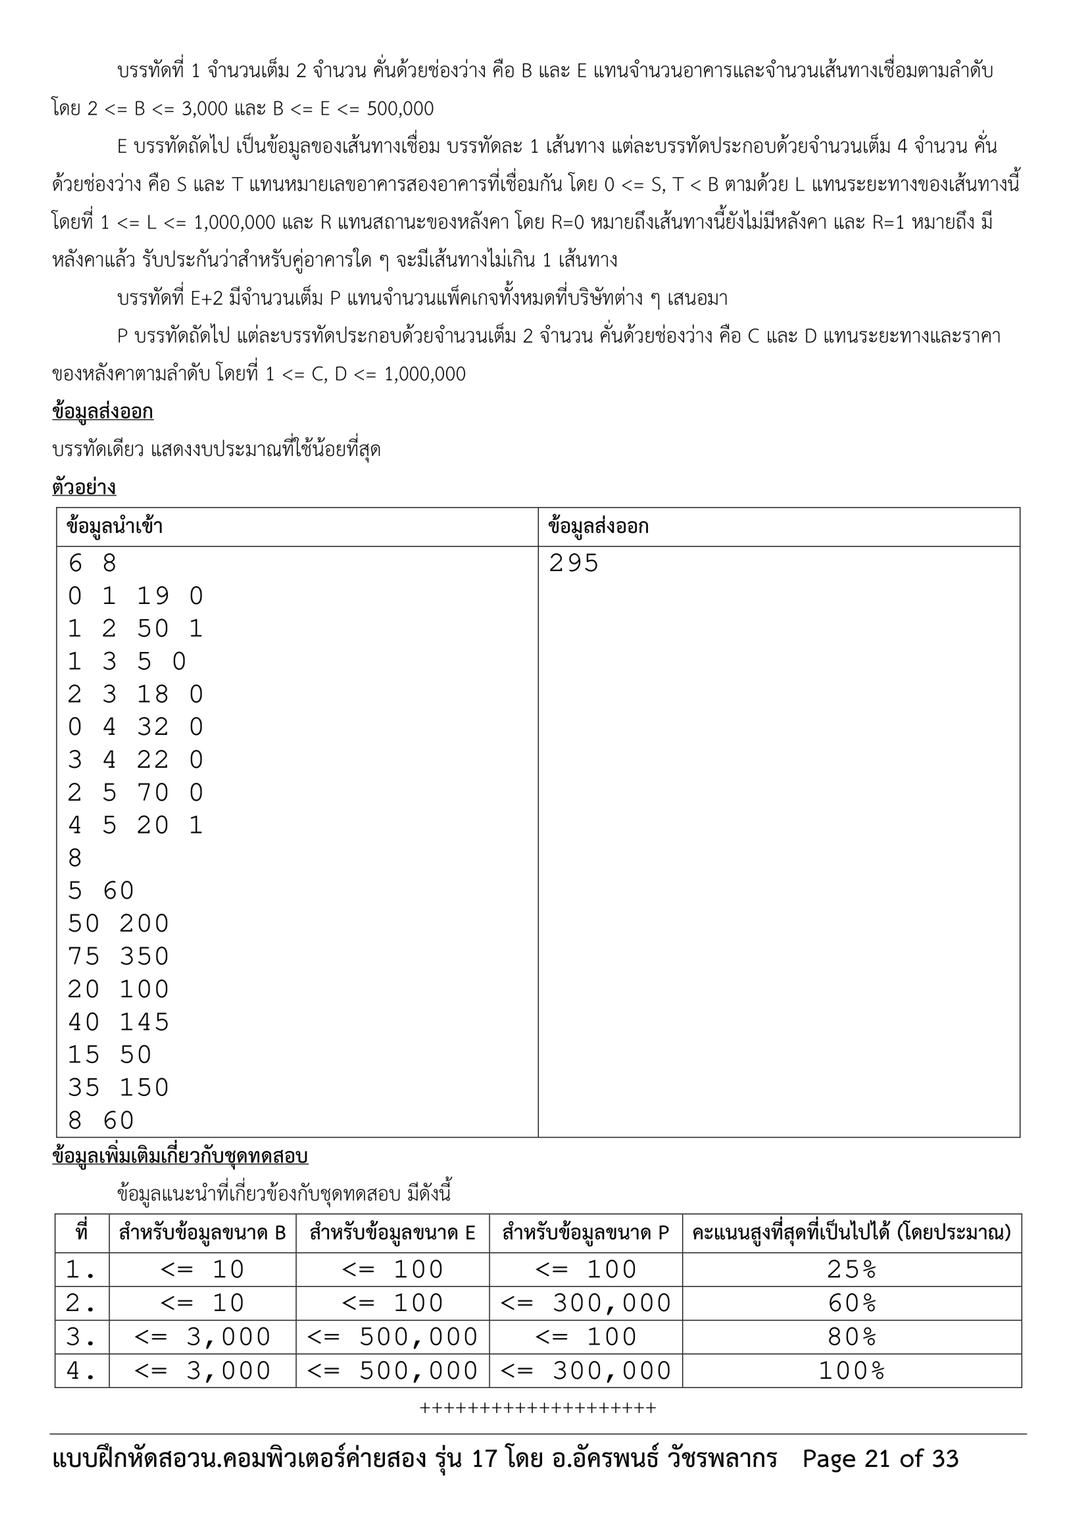 บรรทัดที่ 1 จำนวนเต็ม 2 จำนวน คั่นด้วยช่องว่าง คือ B และ E แทนจำนวนอาคารและจำนวนเส้นทางเชื่อมตามลำดับ
โดย 2 <= B <= 3,000 และ B <= E <= 500,000
E บรรทัดถัดไป เป็นข้อมูลของเส้นทางเชื่อม บรรทัดละ 1 เส้นทาง แต่ละบรรทัดประกอบด้วยจำนวนเต็ม 4 จำนวน คั่น
ด้วยช่องว่าง คือ S และ T แทนหมายเลขอาคารสองอาคารที่เชื่อมกัน โดย 0 <= S, T < B ตามด้วย L แทนระยะทางของเส้นทางนี้
โดยที่ 1 <= L <= 1,000,000 และ R แทนสถานะของหลังคา โดย R=0 หมายถึงเส้นทางนี้ยังไม่มีหลังคา และ R=1 หมายถึง มี
หลังคาแล้ว รับประกันว่าสำหรับคู่อาคารใด ๆ จะมีเส้นทางไม่เกิน 1 เส้นทาง
บรรทัดที่ E+2 มีจำนวนเต็ม P แทนจำนวนแพ็คเกจทั้งหมดที่บริษัทต่าง ๆ เสนอมา
P บรรทัดถัดไป แต่ละบรรทัดประกอบด้วยจำนวนเต็ม 2 จำนวน คั่นด้วยช่องว่าง คือ C และ D แทนระยะทางและราคา
ของหลังคาตามลำดับ โดยที่ 1 <= C, D <= 1,000,000
ข้อมูลส่งออก
บรรทัดเดียว แสดงงบประมาณที่ใช้น้อยที่สุด
ตัวอย่าง
ข้อมูลนำเข้า ข้อมูลส่งออก
6 8 295
0 1 19 0
1 2 50 1
1 3 5 0
2 3 18 0
0 4 32 0
3 4 22 0
2 5 70 0
4 5 20 1
8
5 60
50 200
75 350
20 100
40 145
15 50
35 150
8 60
ข้อมูลเพิ่มเติมเกี่ยวกับชุดทดสอบ
ข้อมูลแนะนำที่เกี่ยวข้องกับชุดทดสอบ มีดังนี้
ที่ สำหรับข้อมูลขนาด B สำหรับข้อมูลขนาด E สำหรับข้อมูลขนาด P คะแนนสูงที่สุดที่เป็นไปได้ (โดยประมาณ)
1. <= 10 <= 100 <= 100 25%
2. <= 10 <= 100 <= 300,000 60%
3. <= 3,000 <= 500,000 <= 100 80%
4. <= 3,000 <= 500,000 <= 300,000 100%
++++++++++++++++++++
แบบฝึกหัดสอวน.คอมพิวเตอร์ค่ายสอง รุ่น 17 โดย อ.อัครพนธ์ วัชรพลากร Page 21 of 33